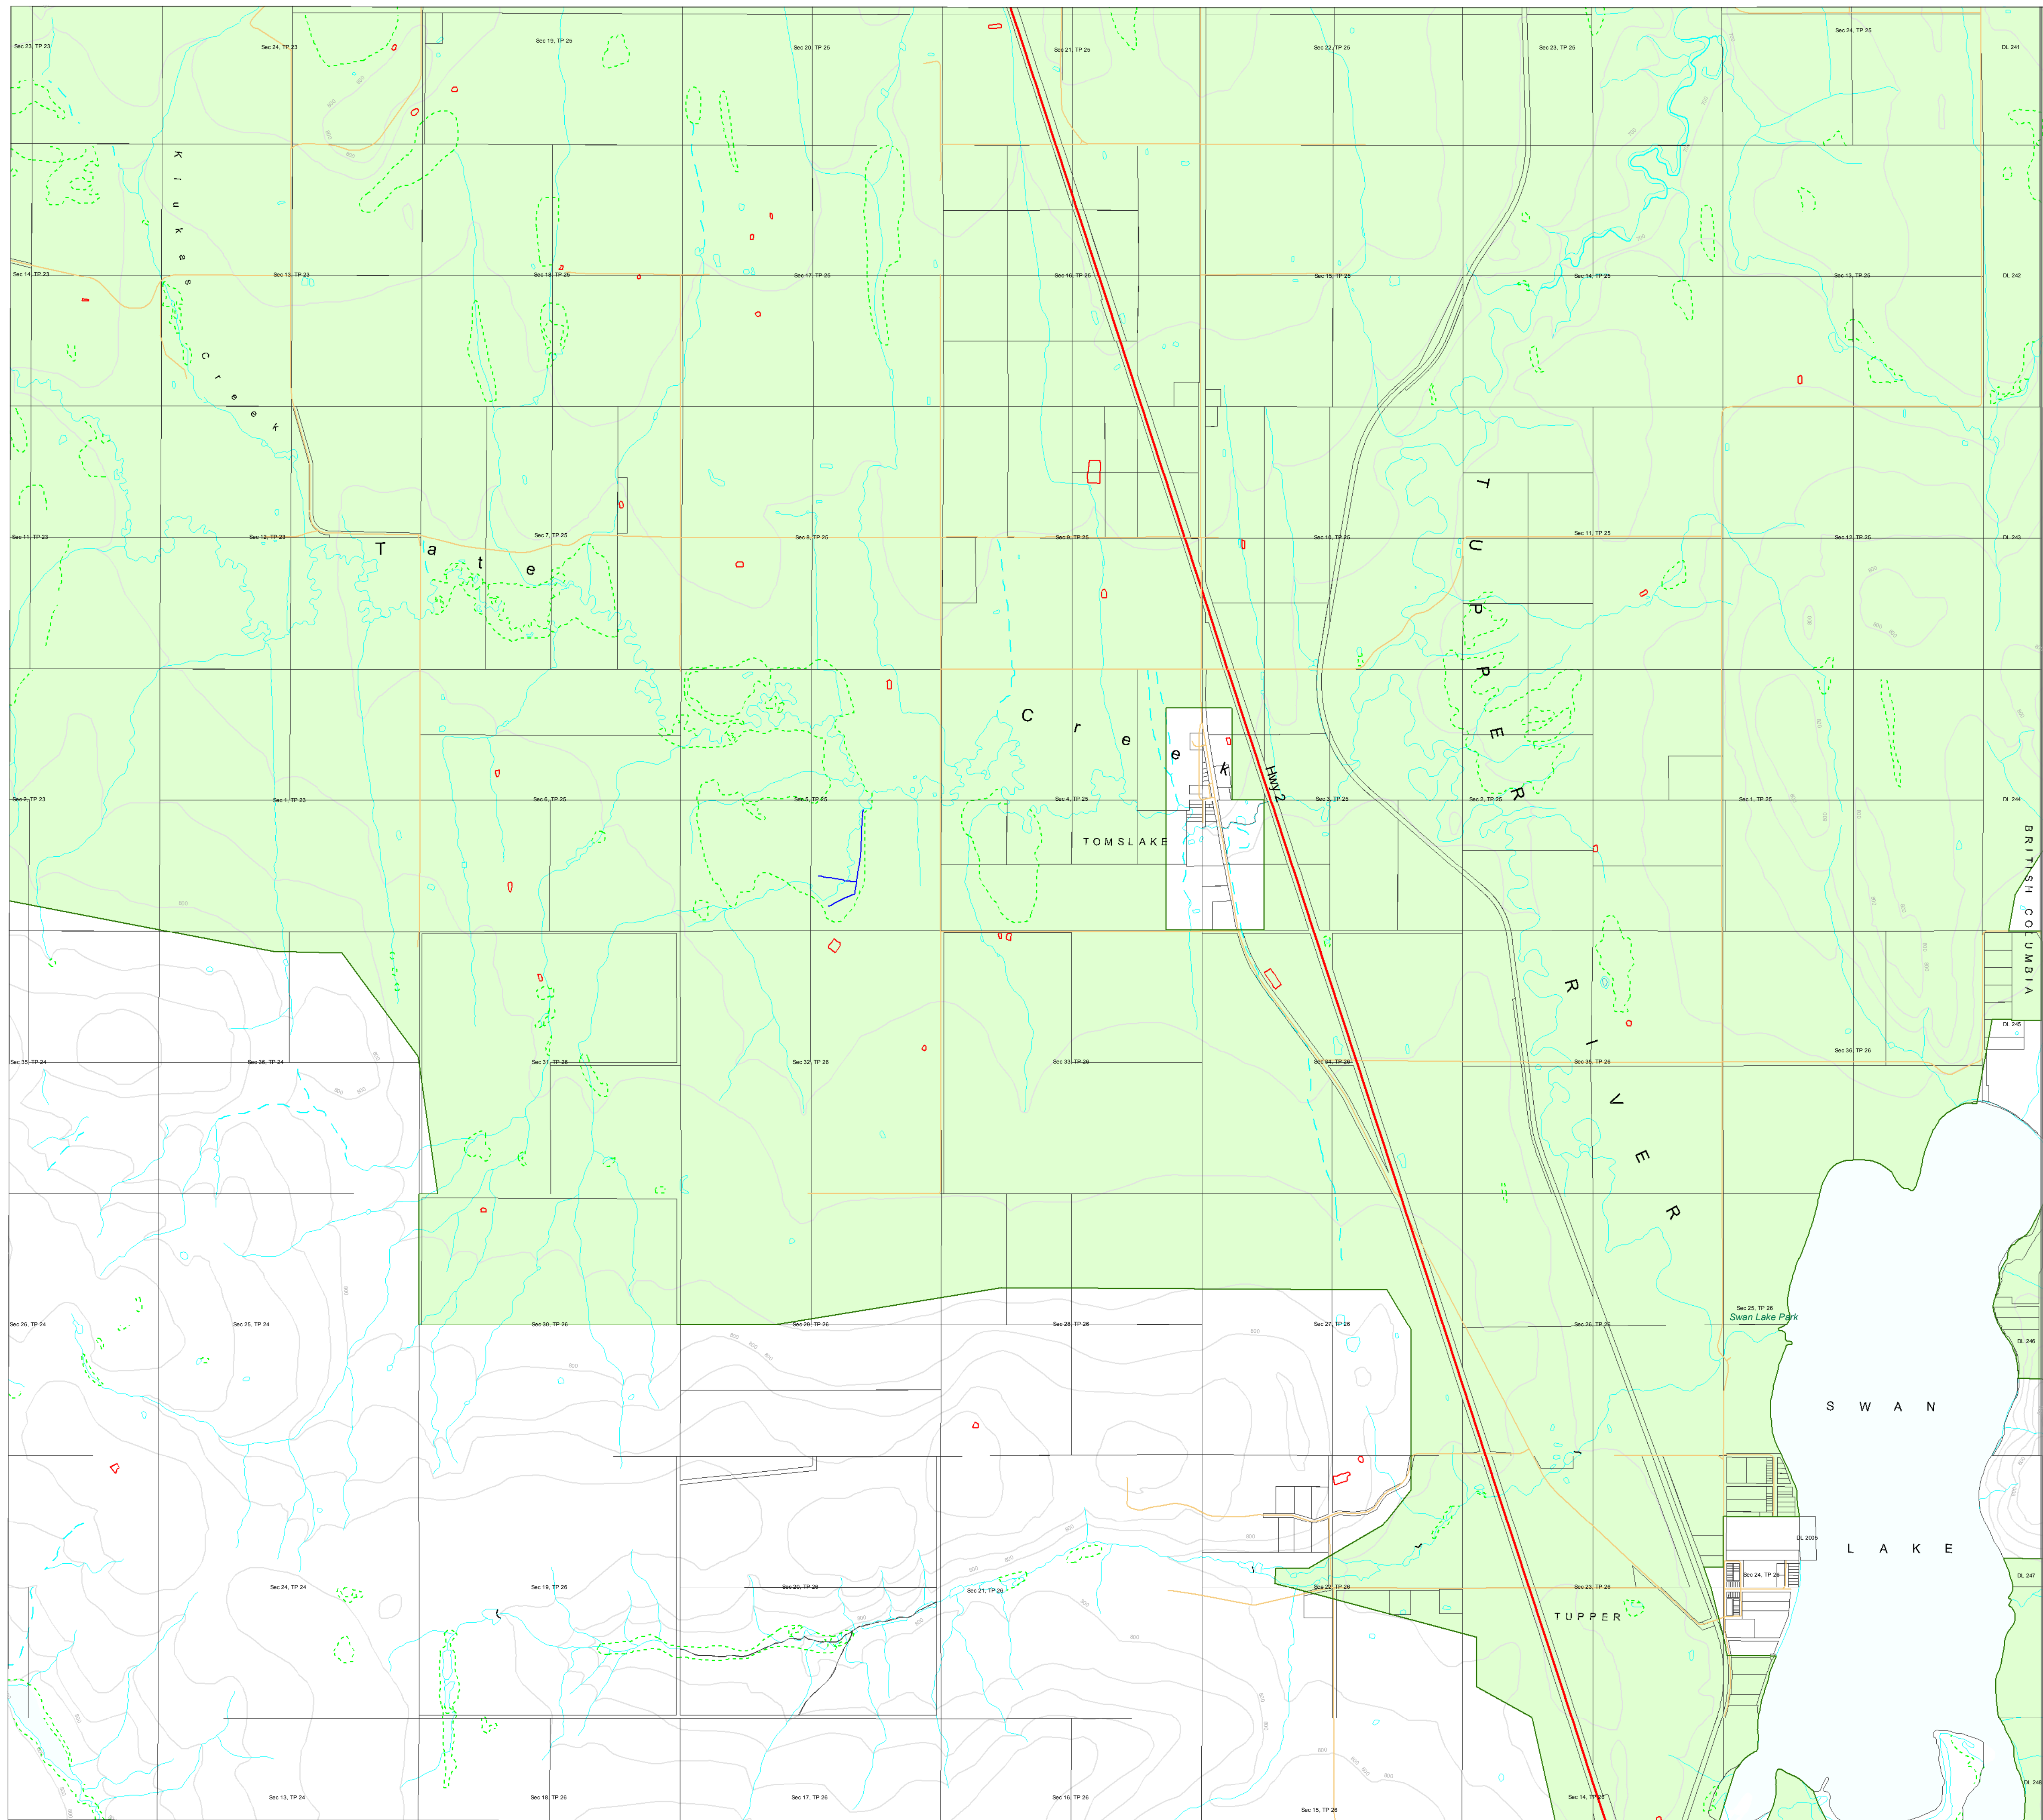 Sec 23, TP 23
Sec 24, TP 23
Sec 19, TP 25
Sec 20, TP 25
Sec 21, TP 25
Sec 22, TP 25
Sec 23, TP 25
Sec 24, TP 25
DL 241
Klukas Creek
Sec 14, TP 23
Sec 13, TP 23
Sec 18, TP 25
Sec 17, TP 25
Sec 16, TP 25
Sec 15, TP 25
Sec 14, TP 25
Sec 13, TP 25
DL 242
Sec 11, TP 23
Sec 12, TP 23
Sec 7, TP 25
Sec 8, TP 25
Sec 9, TP 25
Sec 10, TP 25
Sec 11, TP 25
Sec 12, TP 25
DL 243
Tate Creek
TUPPER RIVER
Hwy 2
Sec 2, TP 23
Sec 1, TP 23
Sec 6, TP 25
Sec 5, TP 25
Sec 4, TP 25
Sec 3, TP 25
Sec 2, TP 25
Sec 1, TP 25
DL 244
TOMSLAKE
BRITISH COLUMBIA
DL 245
Sec 35, TP 24
Sec 36, TP 24
Sec 31, TP 26
Sec 32, TP 26
Sec 33, TP 26
Sec 34, TP 26
Sec 35, TP 26
Sec 36, TP 26
Sec 26, TP 24
Sec 25, TP 24
Sec 30, TP 26
Sec 29, TP 26
Sec 28, TP 26
Sec 27, TP 26
Sec 26, TP 26
Sec 25, TP 26
Swan Lake Park
DL 246
SWAN
LAKE
DL 2006
Sec 24, TP 24
Sec 19, TP 26
Sec 20, TP 26
Sec 21, TP 26
Sec 22, TP 26
Sec 23, TP 26
Sec 24, TP 26
DL 247
TUPPER
Sec 13, TP 24
Sec 18, TP 26
Sec 17, TP 26
Sec 16, TP 26
Sec 15, TP 26
Sec 14, TP 26
DL 248
800
700